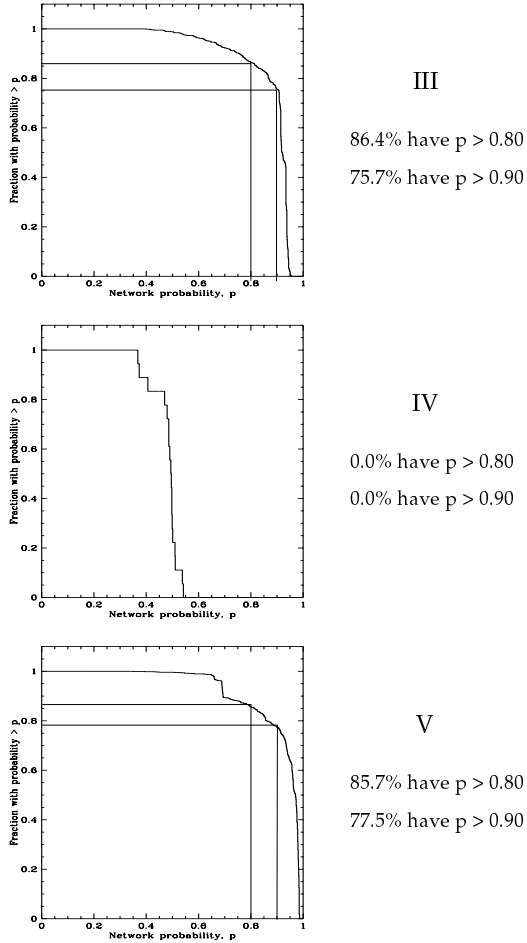 1
0.8
0.6
0.4
0.2
0
Fraction with probability > p
0 0.2 0.4 0.6 0.8 1
Network probability, p
III
86.4% have p > 0.80
75.7% have p > 0.90
1
0.8
0.6
0.4
0.2
0
Fraction with probability > p
0 0.2 0.4 0.6 0.8 1
Network probability, p
IV
0.0% have p > 0.80
0.0% have p > 0.90
1
0.8
0.6
0.4
0.2
0
Fraction with probability > p
0 0.2 0.4 0.6 0.8 1
Network probability, p
V
85.7% have p > 0.80
77.5% have p > 0.90